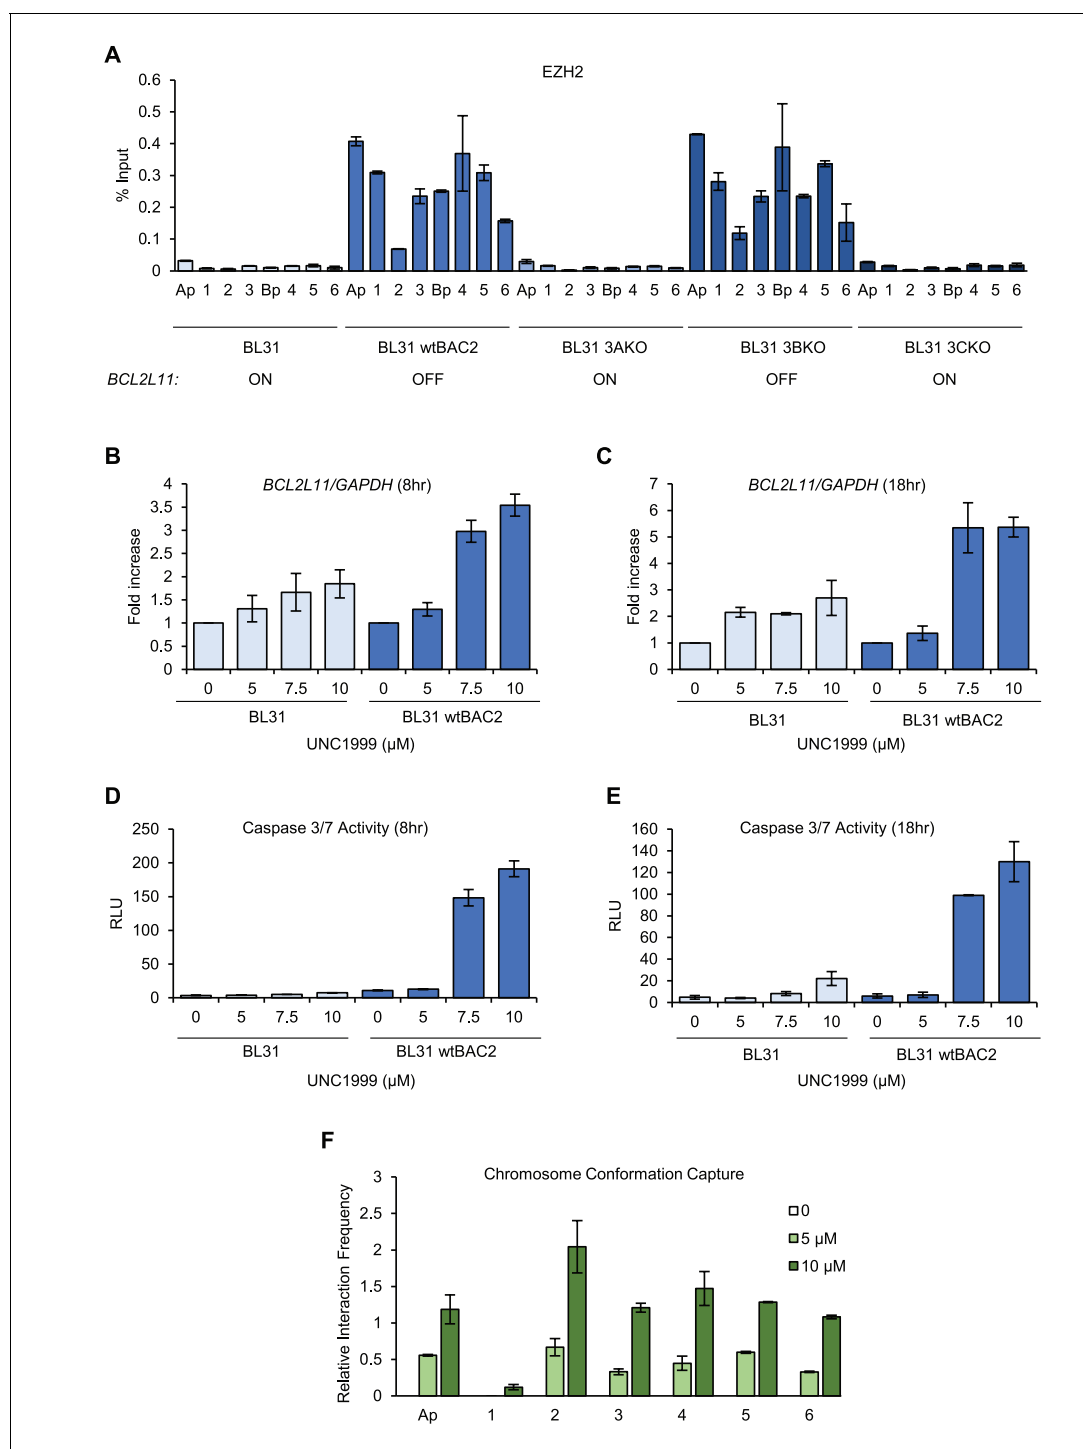 A
EZH2
0.6
0.5
0.4
0.3
0.2
0.1
0
% Input
Ap 1 2 3 Bp 4 5 6 Ap 1 2 3 Bp 4 5 6 Ap 1 2 3 Bp 4 5 6 Ap 1 2 3 Bp 4 5 6 Ap 1 2 3 Bp 4 5 6
BL31 BL31 wtBAC2 BL31 3AKO BL31 3BKO BL31 3CKO
BCL2L11: ON OFF ON OFF ON
B
BCL2L11/GAPDH (8hr)
4
3.5
3
2.5
2
1.5
1
0.5
0
Fold increase
0 5 7.5 10 0 5 7.5 10
BL31 BL31 wtBAC2
UNC1999 (µM)
C
BCL2L11/GAPDH (18hr)
7
6
5
4
3
2
1
0
Fold increase
0 5 7.5 10 0 5 7.5 10
BL31 BL31 wtBAC2
UNC1999 (µM)
D
Caspase 3/7 Activity (8hr)
250
200
150
100
50
0
RLU
0 5 7.5 10 0 5 7.5 10
BL31 BL31 wtBAC2
UNC1999 (µM)
E
Caspase 3/7 Activity (18hr)
160
140
120
100
80
60
40
20
0
RLU
0 5 7.5 10 0 5 7.5 10
BL31 BL31 wtBAC2
UNC1999 (µM)
F
Chromosome Conformation Capture
3
2.5
2
1.5
1
0.5
0
Relative Interaction Frequency
0
5 µM
10 µM
Ap 1 2 3 4 5 6